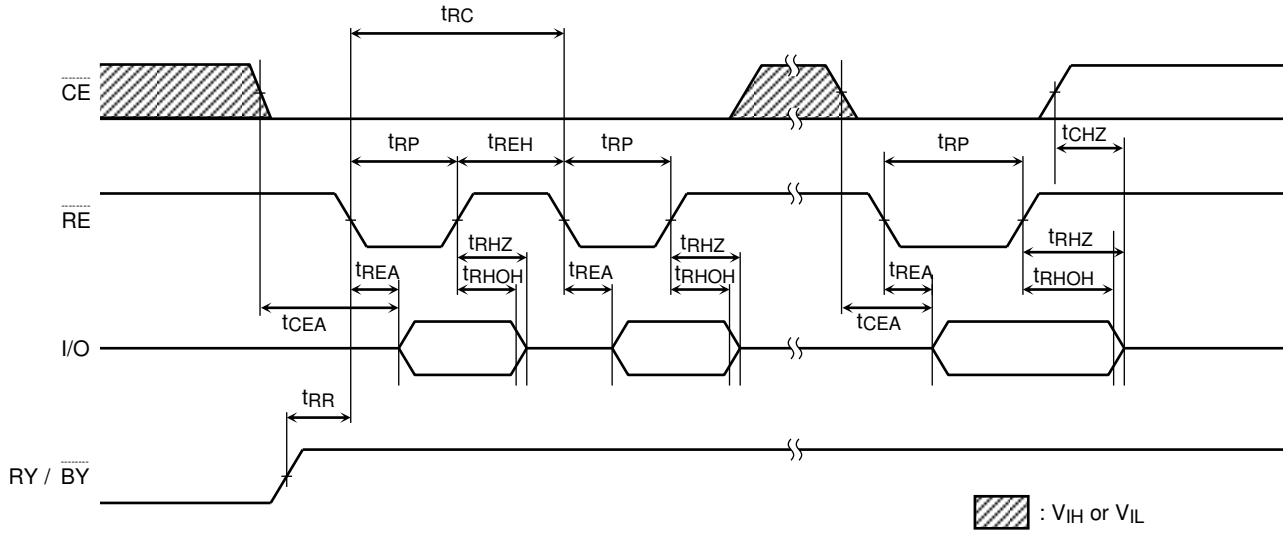 tRC
CE
tCHZ
tRP tREH tRP tRP
RE
tRHZ tRHZ tRHZ
tREA tRHOH tREA tRHOH tREA tRHOH
tCEA tCEA
I/O
tRR
RY / BY
: VIH or VIL